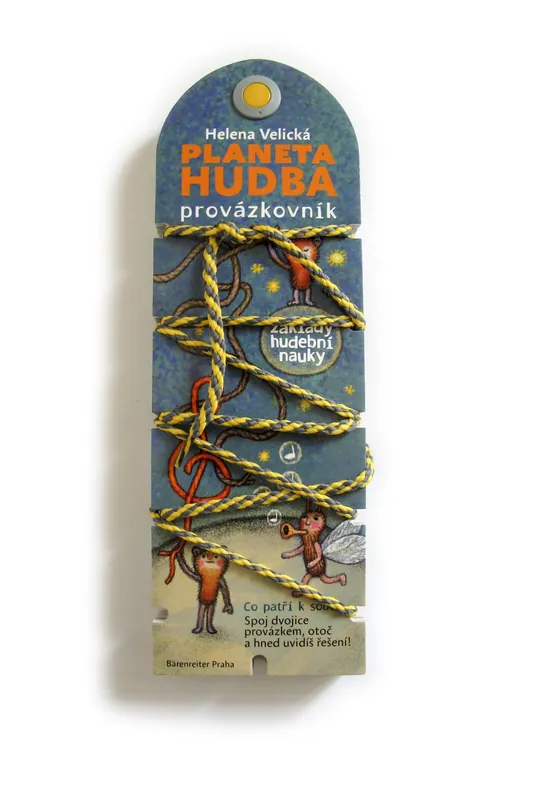 Helena Velická
PLANETA
HUDBA
provázkovník
základy
hudební
nauky
Co patří k
Spoj dvojice
provázkem, otoč
a hned uvidíš řešení!
Bärenreiter Praha